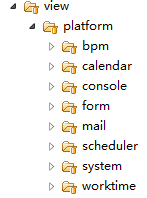 view
platform
bpm
calendar
console
form
mail
scheduler
system
worktime